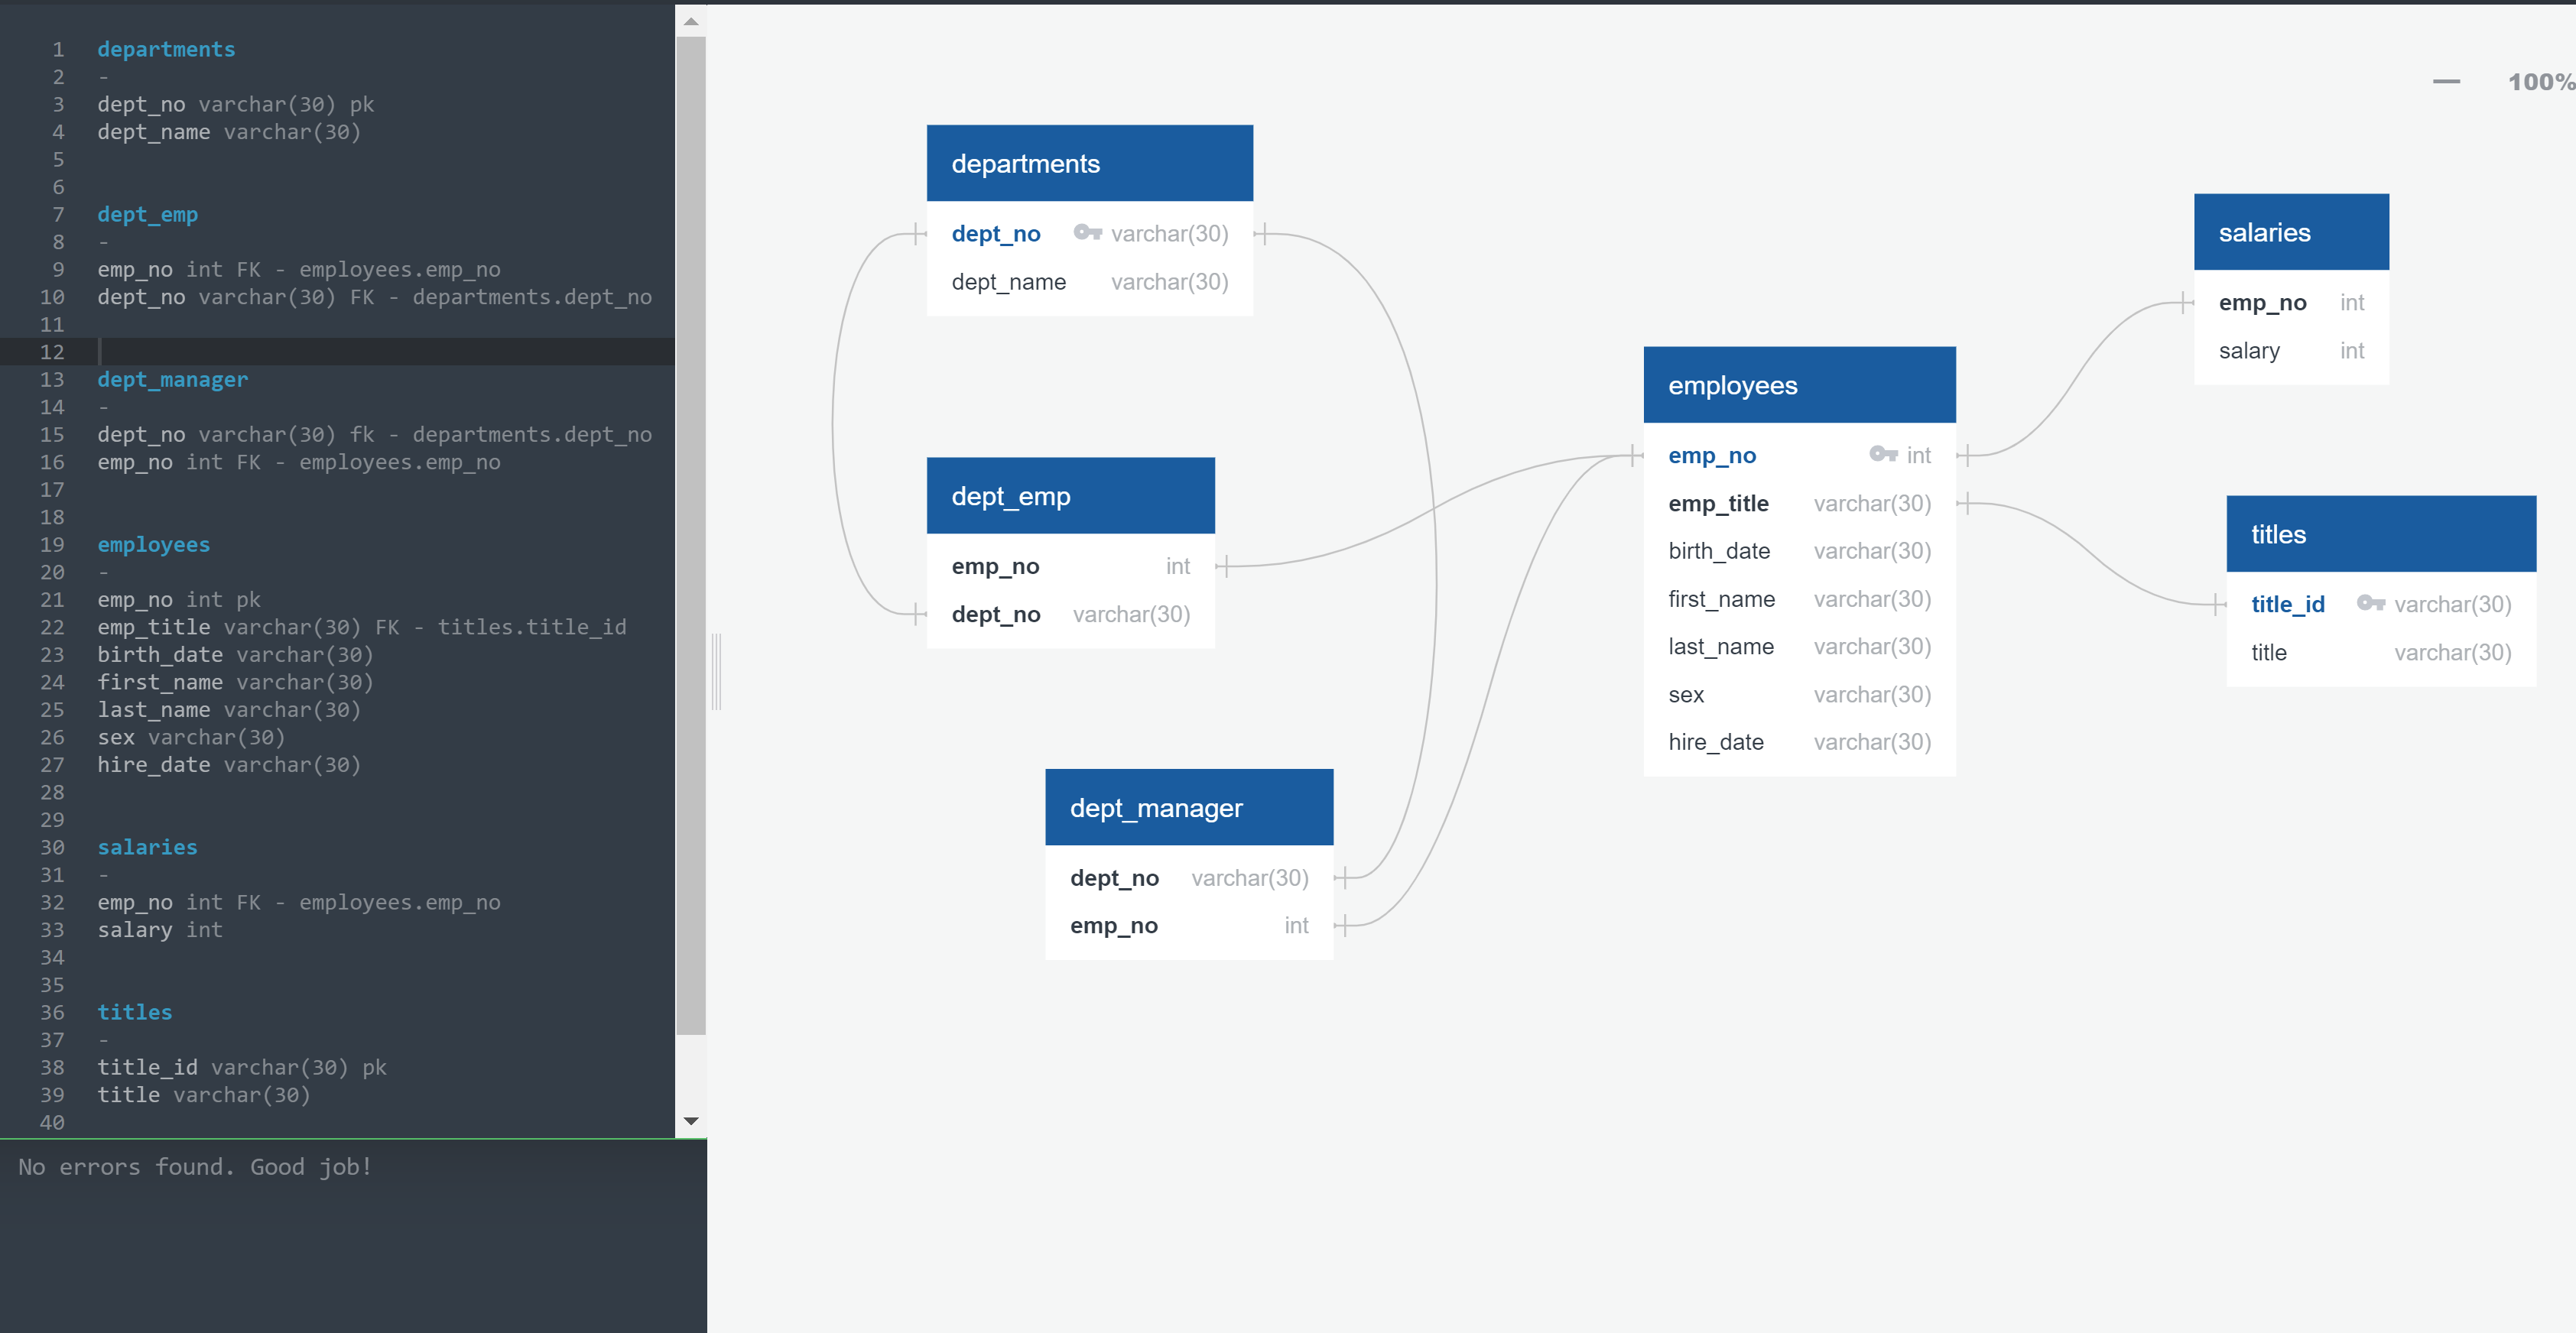 1 departments
2 -
3 dept_no varchar(30) pk
4 dept_name varchar(30)
5
6
7 dept_emp
8 -
9 emp_no int FK - employees.emp_no
10 dept_no varchar(30) FK - departments.dept_no
11
12
13 dept_manager
14 -
15 dept_no varchar(30) fk - departments.dept_no
16 emp_no int FK - employees.emp_no
17
18
19 employees
20 -
21 emp_no int pk
22 emp_title varchar(30) FK - titles.title_id
23 birth_date varchar(30)
24 first_name varchar(30)
25 last_name varchar(30)
26 sex varchar(30)
27 hire_date varchar(30)
28
29
30 salaries
31 -
32 emp_no int FK - employees.emp_no
33 salary int
34
35
36 titles
37 -
38 title_id varchar(30) pk
39 title varchar(30)
40
No errors found. Good job!
100%
departments
dept_no varchar(30)
dept_name varchar(30)
dept_emp
emp_no int
dept_no varchar(30)
dept_manager
dept_no varchar(30)
emp_no int
employees
emp_no int
emp_title varchar(30)
birth_date varchar(30)
first_name varchar(30)
last_name varchar(30)
sex varchar(30)
hire_date varchar(30)
salaries
emp_no int
salary int
titles
title_id varchar(30)
title varchar(30)